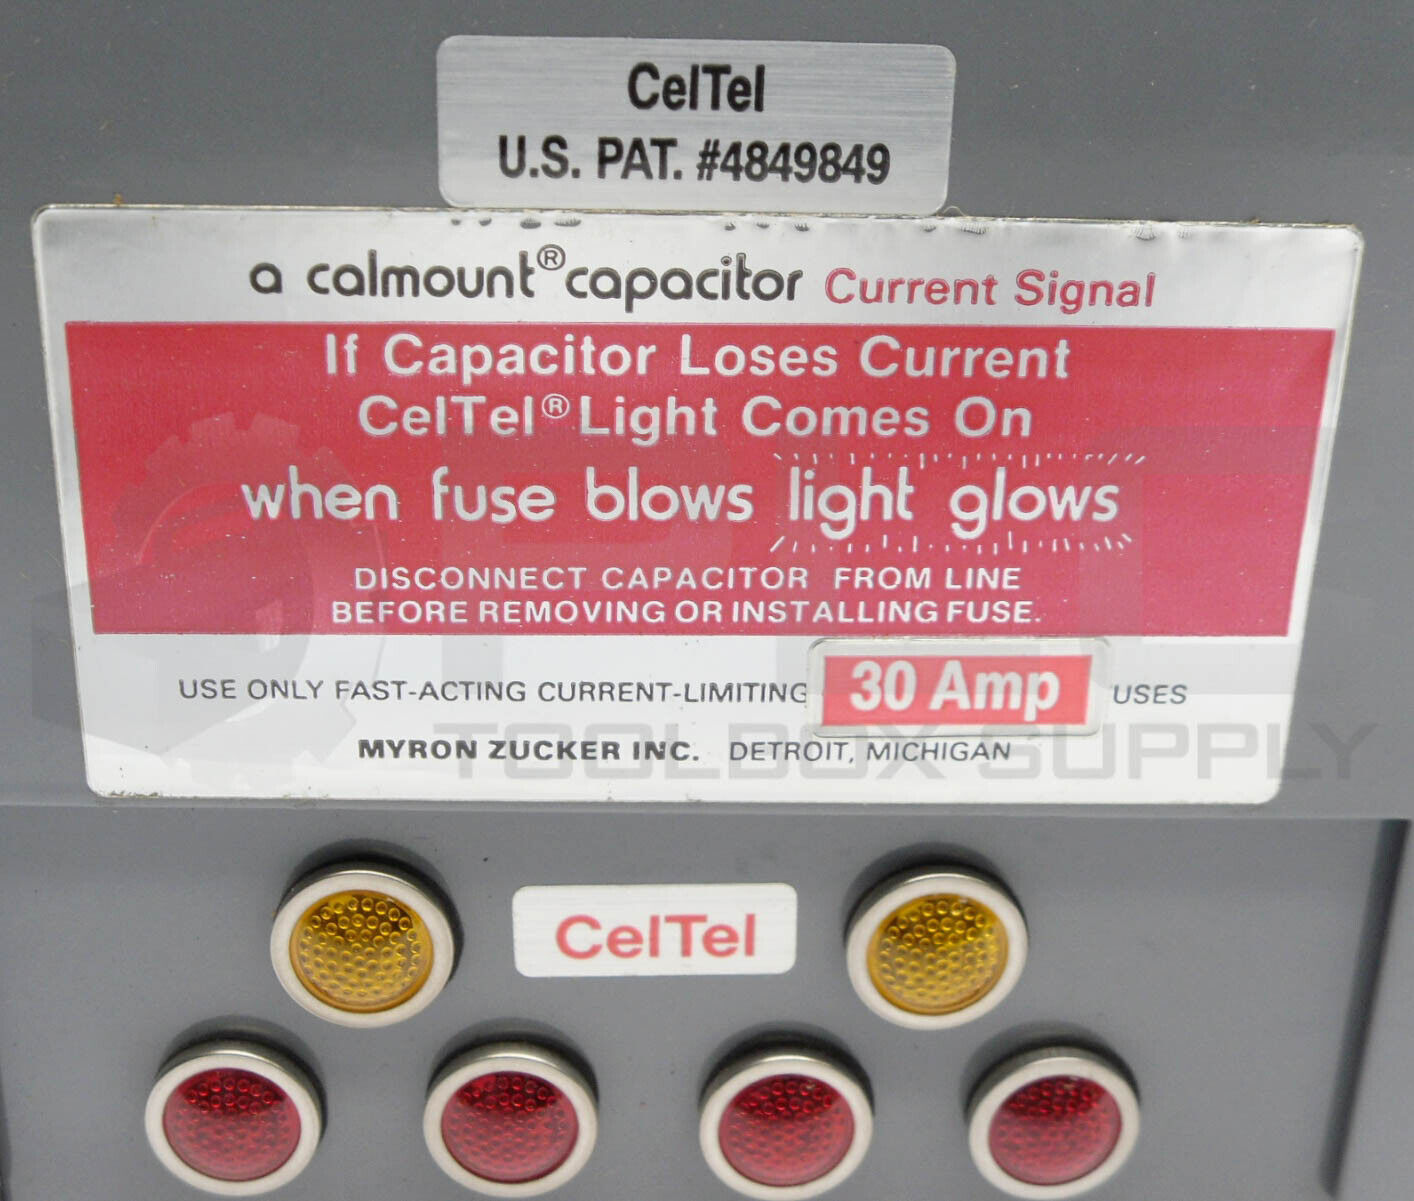 CelTel
U.S. PAT. #4849849
a calmount® capacitor Current Signal
If Capacitor Loses Current
CelTel® Light Comes On
when fuse blows light glows
DISCONNECT CAPACITOR FROM LINE
BEFORE REMOVING OR INSTALLING FUSE.
USE ONLY FAST-ACTING CURRENT-LIMITING 30 Amp USES
MYRON ZUCKER INC. DETROIT, MICHIGAN
TOOLBOX SUPPLY
CelTel